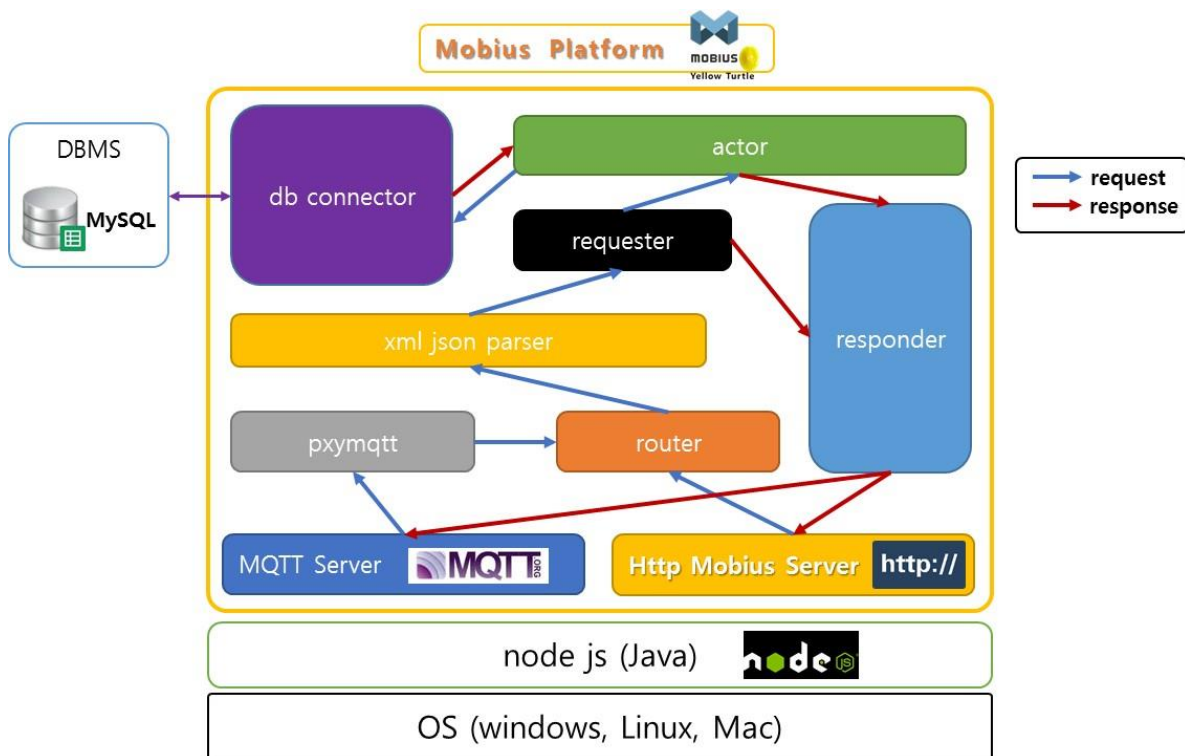 Mobius Platform
MOBIUS
Yellow Turtle
DBMS
MySQL
db connector
actor
request
response
requester
xml json parser
responder
pxymqtt
router
MQTT Server
MQTT.ORG
Http Mobius Server
http://
node js (Java)
node JS
OS (windows, Linux, Mac)